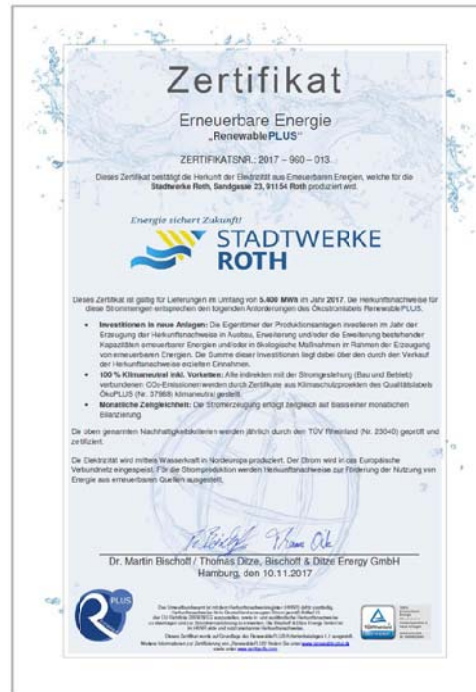 Zertifikat
Erneuerbare Energie
„RenewablePLUS“
ZERTIFIKATSNR.: 2017 – 960 – 013
Dieses Zertifikat bestätigt die Herkunft der Elektrizität aus Erneuerbaren Energien, welche für die
Stadtwerke Roth, Sandgasse 23, 91154 Roth produziert wird.
Energie sichert Zukunft!
STADTWERKE
ROTH
Dieses Zertifikat ist gültig für Lieferungen im Umfang von 5.400 MWh im Jahr 2017. Die Herkunftsnachweise für
diese Strommengen entsprechen den folgenden Anforderungen des Ökostromlabels RenewablePLUS.
• Investitionen in neue Anlagen: Die Eigentümer der Produktionsanlagen investieren im Jahr der
Erzeugung der Herkunftsnachweise in Ausbau, Erweiterung und/oder die Erweiterung bestehender
Kapazitäten erneuerbarer Energien und/oder in ökologische Maßnahmen im Rahmen der Erzeugung
von erneuerbaren Energien. Die Summe dieser Investitionen liegt dabei über den durch den Verkauf
der Herkunftsnachweise erzielten Einnahmen.
• 100 % Klimaneutral inkl. Vorketten: Alle indirekten mit der Stromgestehung (Bau und Betrieb)
verbundenen CO₂-Emissionen werden durch Zertifikate aus Klimaschutzprojekten des Qualitätslabels
ÖkoPLUS (Nr. 37968) klimaneutral gestellt.
• Monatliche Zeitgleichheit: Die Stromerzeugung erfolgt zeitgleich auf Basis einer monatlichen
Bilanzierung.
Die oben genannten Nachhaltigkeitskriterien werden jährlich durch den TÜV Rheinland (Nr. 23040) geprüft und
zertifiziert.
Die Elektrizität wird mittels Wasserkraft in Nordeuropa produziert. Der Strom wird in das Europäische
Verbundnetz eingespeist. Für die Stromproduktion werden Herkunftsnachweise zur Förderung der Nutzung von
Energie aus erneuerbaren Quellen ausgestellt.
Dr. Martin Bischoff / Thomas Ditze, Bischoff & Ditze Energy GmbH
Hamburg, den 10.11.2017
R PLUS
TÜVRheinland